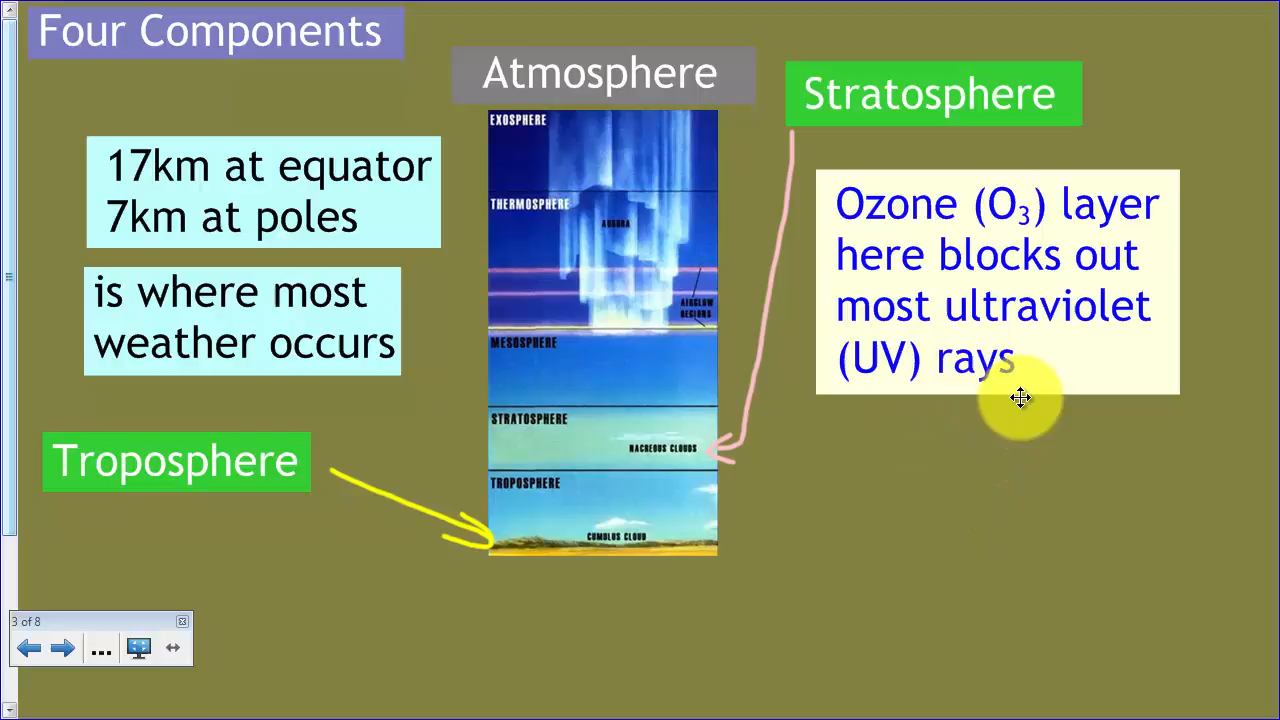 Four Components
Atmosphere
Stratosphere
17km at equator
7km at poles
is where most
weather occurs
Troposphere
EXOSPHERE
THERMOSPHERE
AURORA
AIRGLOW
REGIONS
MESOSPHERE
STRATOSPHERE
NACREOUS CLOUDS
TROPOSPHERE
CUMULUS CLOUD
Ozone (O₃) layer
here blocks out
most ultraviolet
(UV) rays
3 of 8
...